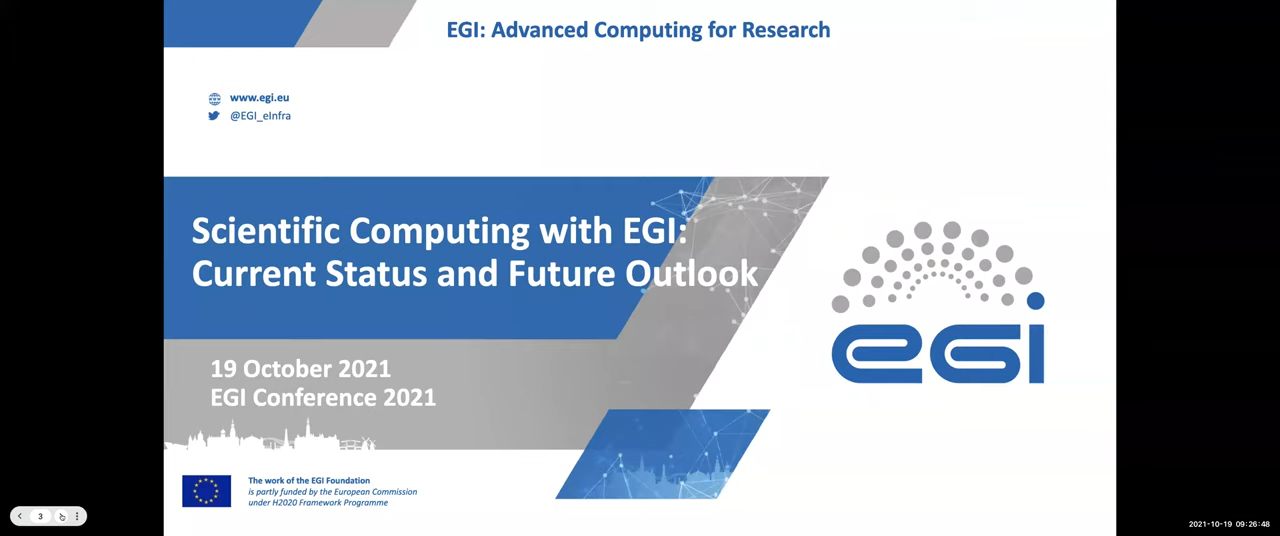 EGI: Advanced Computing for Research
www.egi.eu
@EGI_eInfra
Scientific Computing with EGI:
Current Status and Future Outlook
egi
19 October 2021
EGI Conference 2021
The work of the EGI Foundation
is partly funded by the European Commission
under H2020 Framework Programme
3
2021-10-19 09:26:48